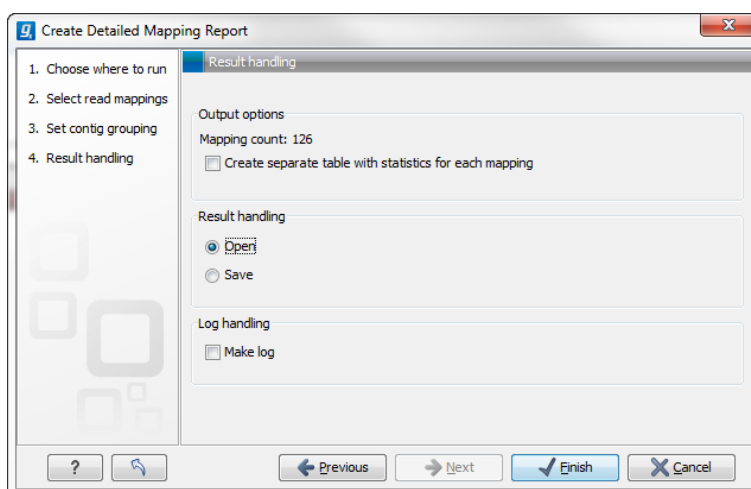 Create Detailed Mapping Report
1. Choose where to run
2. Select read mappings
3. Set contig grouping
4. Result handling
Result handling
Output options
Mapping count: 126
Create separate table with statistics for each mapping
Result handling
Open
Save
Log handling
Make log
?
Previous
Next
Finish
Cancel